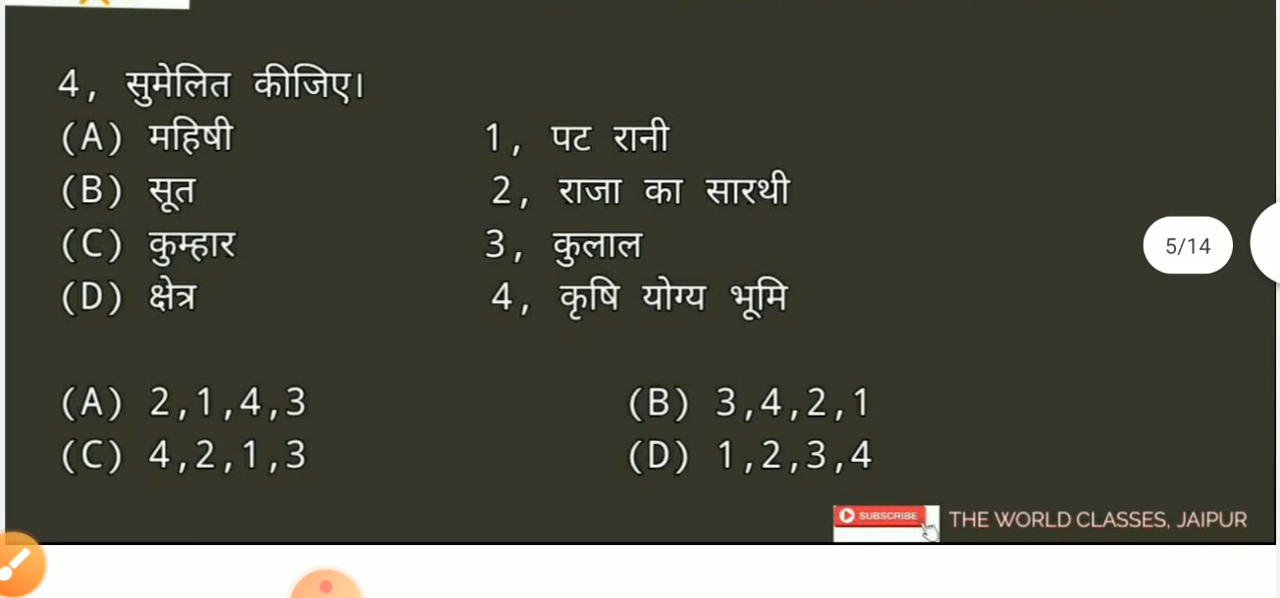 4, सुमेलित कीजिए।
(A) महिषी 1, पट रानी
(B) सूत 2, राजा का सारथी
(C) कुम्हार 3, कुलाल
(D) क्षेत्र 4, कृषि योग्य भूमि
5/14
(A) 2,1,4,3 (B) 3,4,2,1
(C) 4,2,1,3 (D) 1,2,3,4
SUBSCRIBE THE WORLD CLASSES, JAIPUR